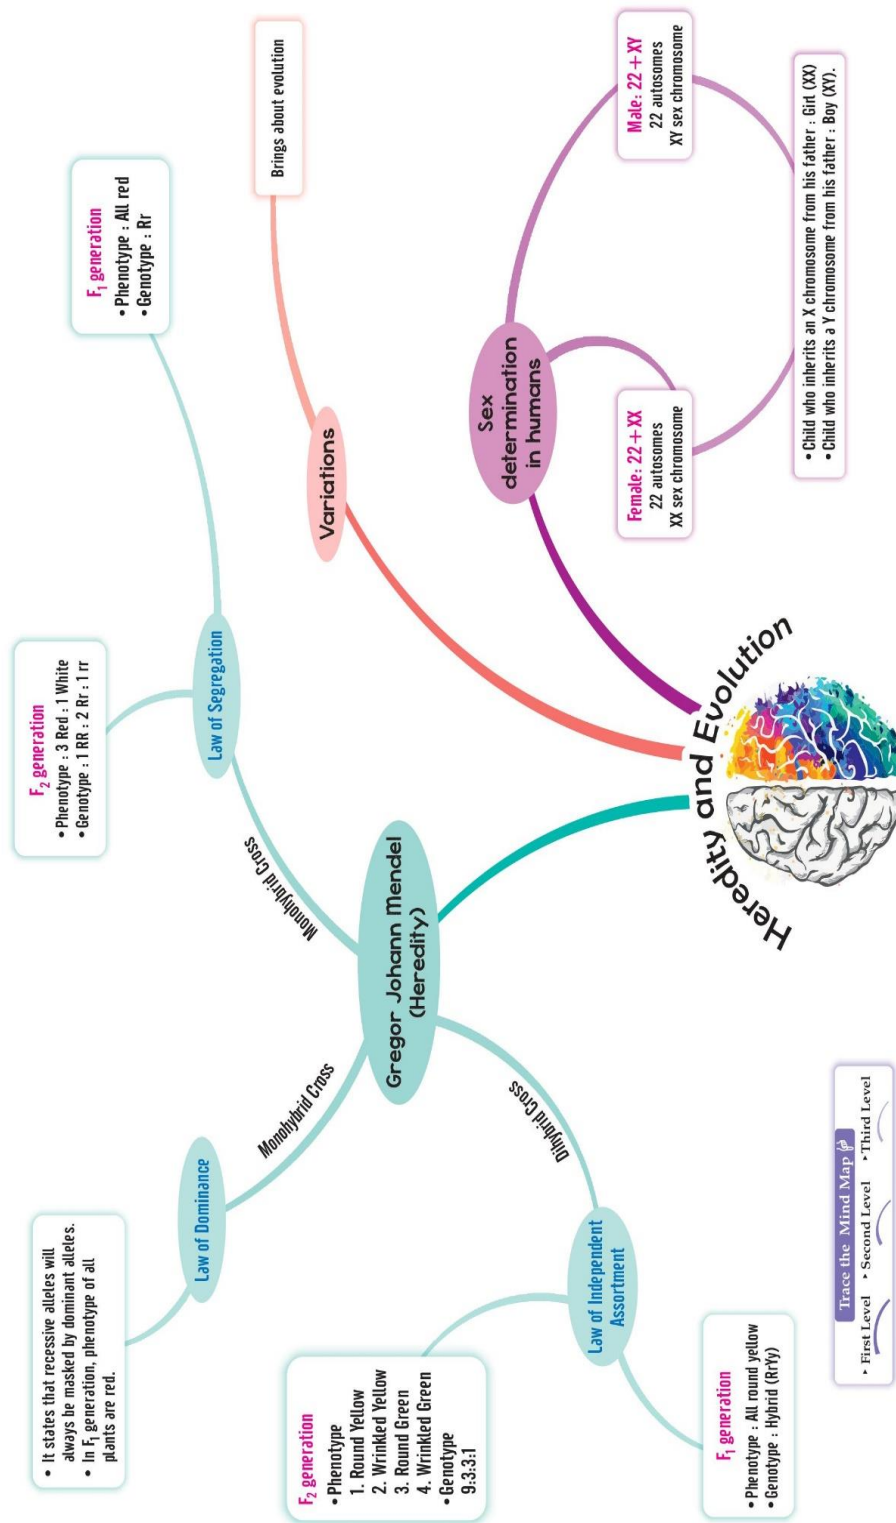 Heredity and Evolution
Gregor Johann Mendel
(Heredity)
Monohybrid Cross
Law of Dominance
• It states that recessive alleles will
always be masked by dominant alleles.
• In F₁ generation, phenotype of all
plants are red.
Monohybrid Cross
Law of Segregation
F₂ generation
• Phenotype : 3 Red : 1 White
• Genotype : 1 RR : 2 Rr : 1 rr
F₁ generation
• Phenotype : All red
• Genotype : Rr
Dihybrid Cross
Law of Independent
Assortment
F₂ generation
• Phenotype
1. Round Yellow
2. Wrinkled Yellow
3. Round Green
4. Wrinkled Green
• Genotype
9:3:3:1
F₁ generation
• Phenotype : All round yellow
• Genotype : Hybrid (RrYy)
Variations
Brings about evolution
Sex
determination
in humans
Female: 22+XX
22 autosomes
XX sex chromosome
Male: 22+XY
22 autosomes
XY sex chromosome
• Child who inherits an X chromosome from his father : Girl (XX)
• Child who inherits a Y chromosome from his father : Boy (XY).
Trace the Mind Map
▸ First Level ▸ Second Level ▸ Third Level